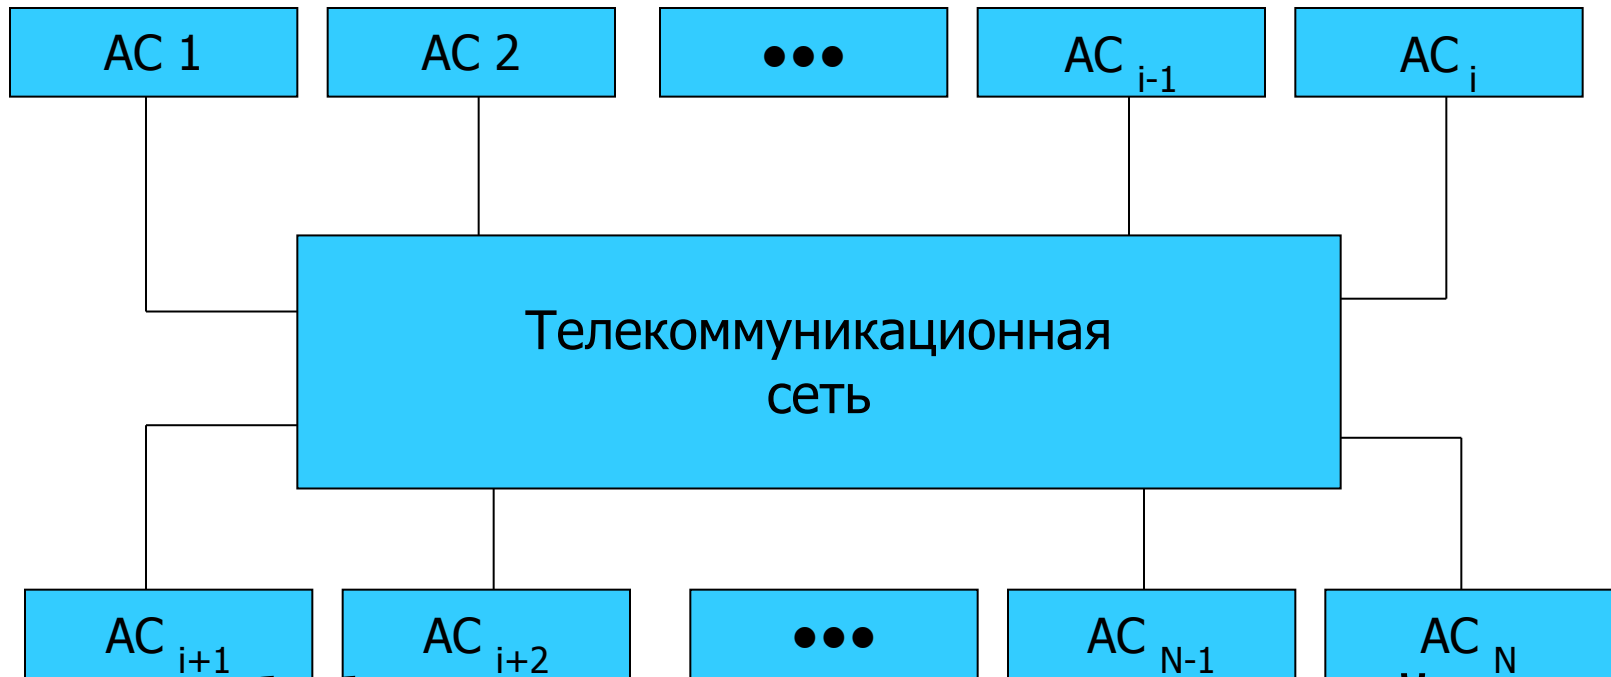 АС 1
АС 2
●●●
АС i-1
АС i
Телекоммуникационная
сеть
АС i+1
АС i+2
●●●
АС N-1
АС N